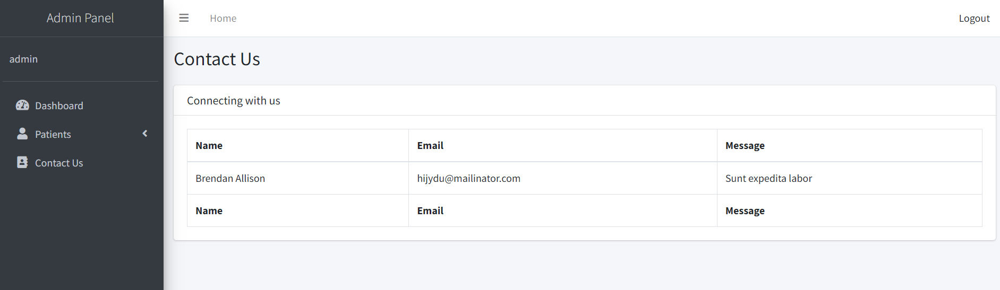 Admin Panel
Home
Logout
admin
Dashboard
Patients
Contact Us
Contact Us
Connecting with us
Name Email Message
Brendan Allison hijydu@mailinator.com Sunt expedita labor
Name Email Message